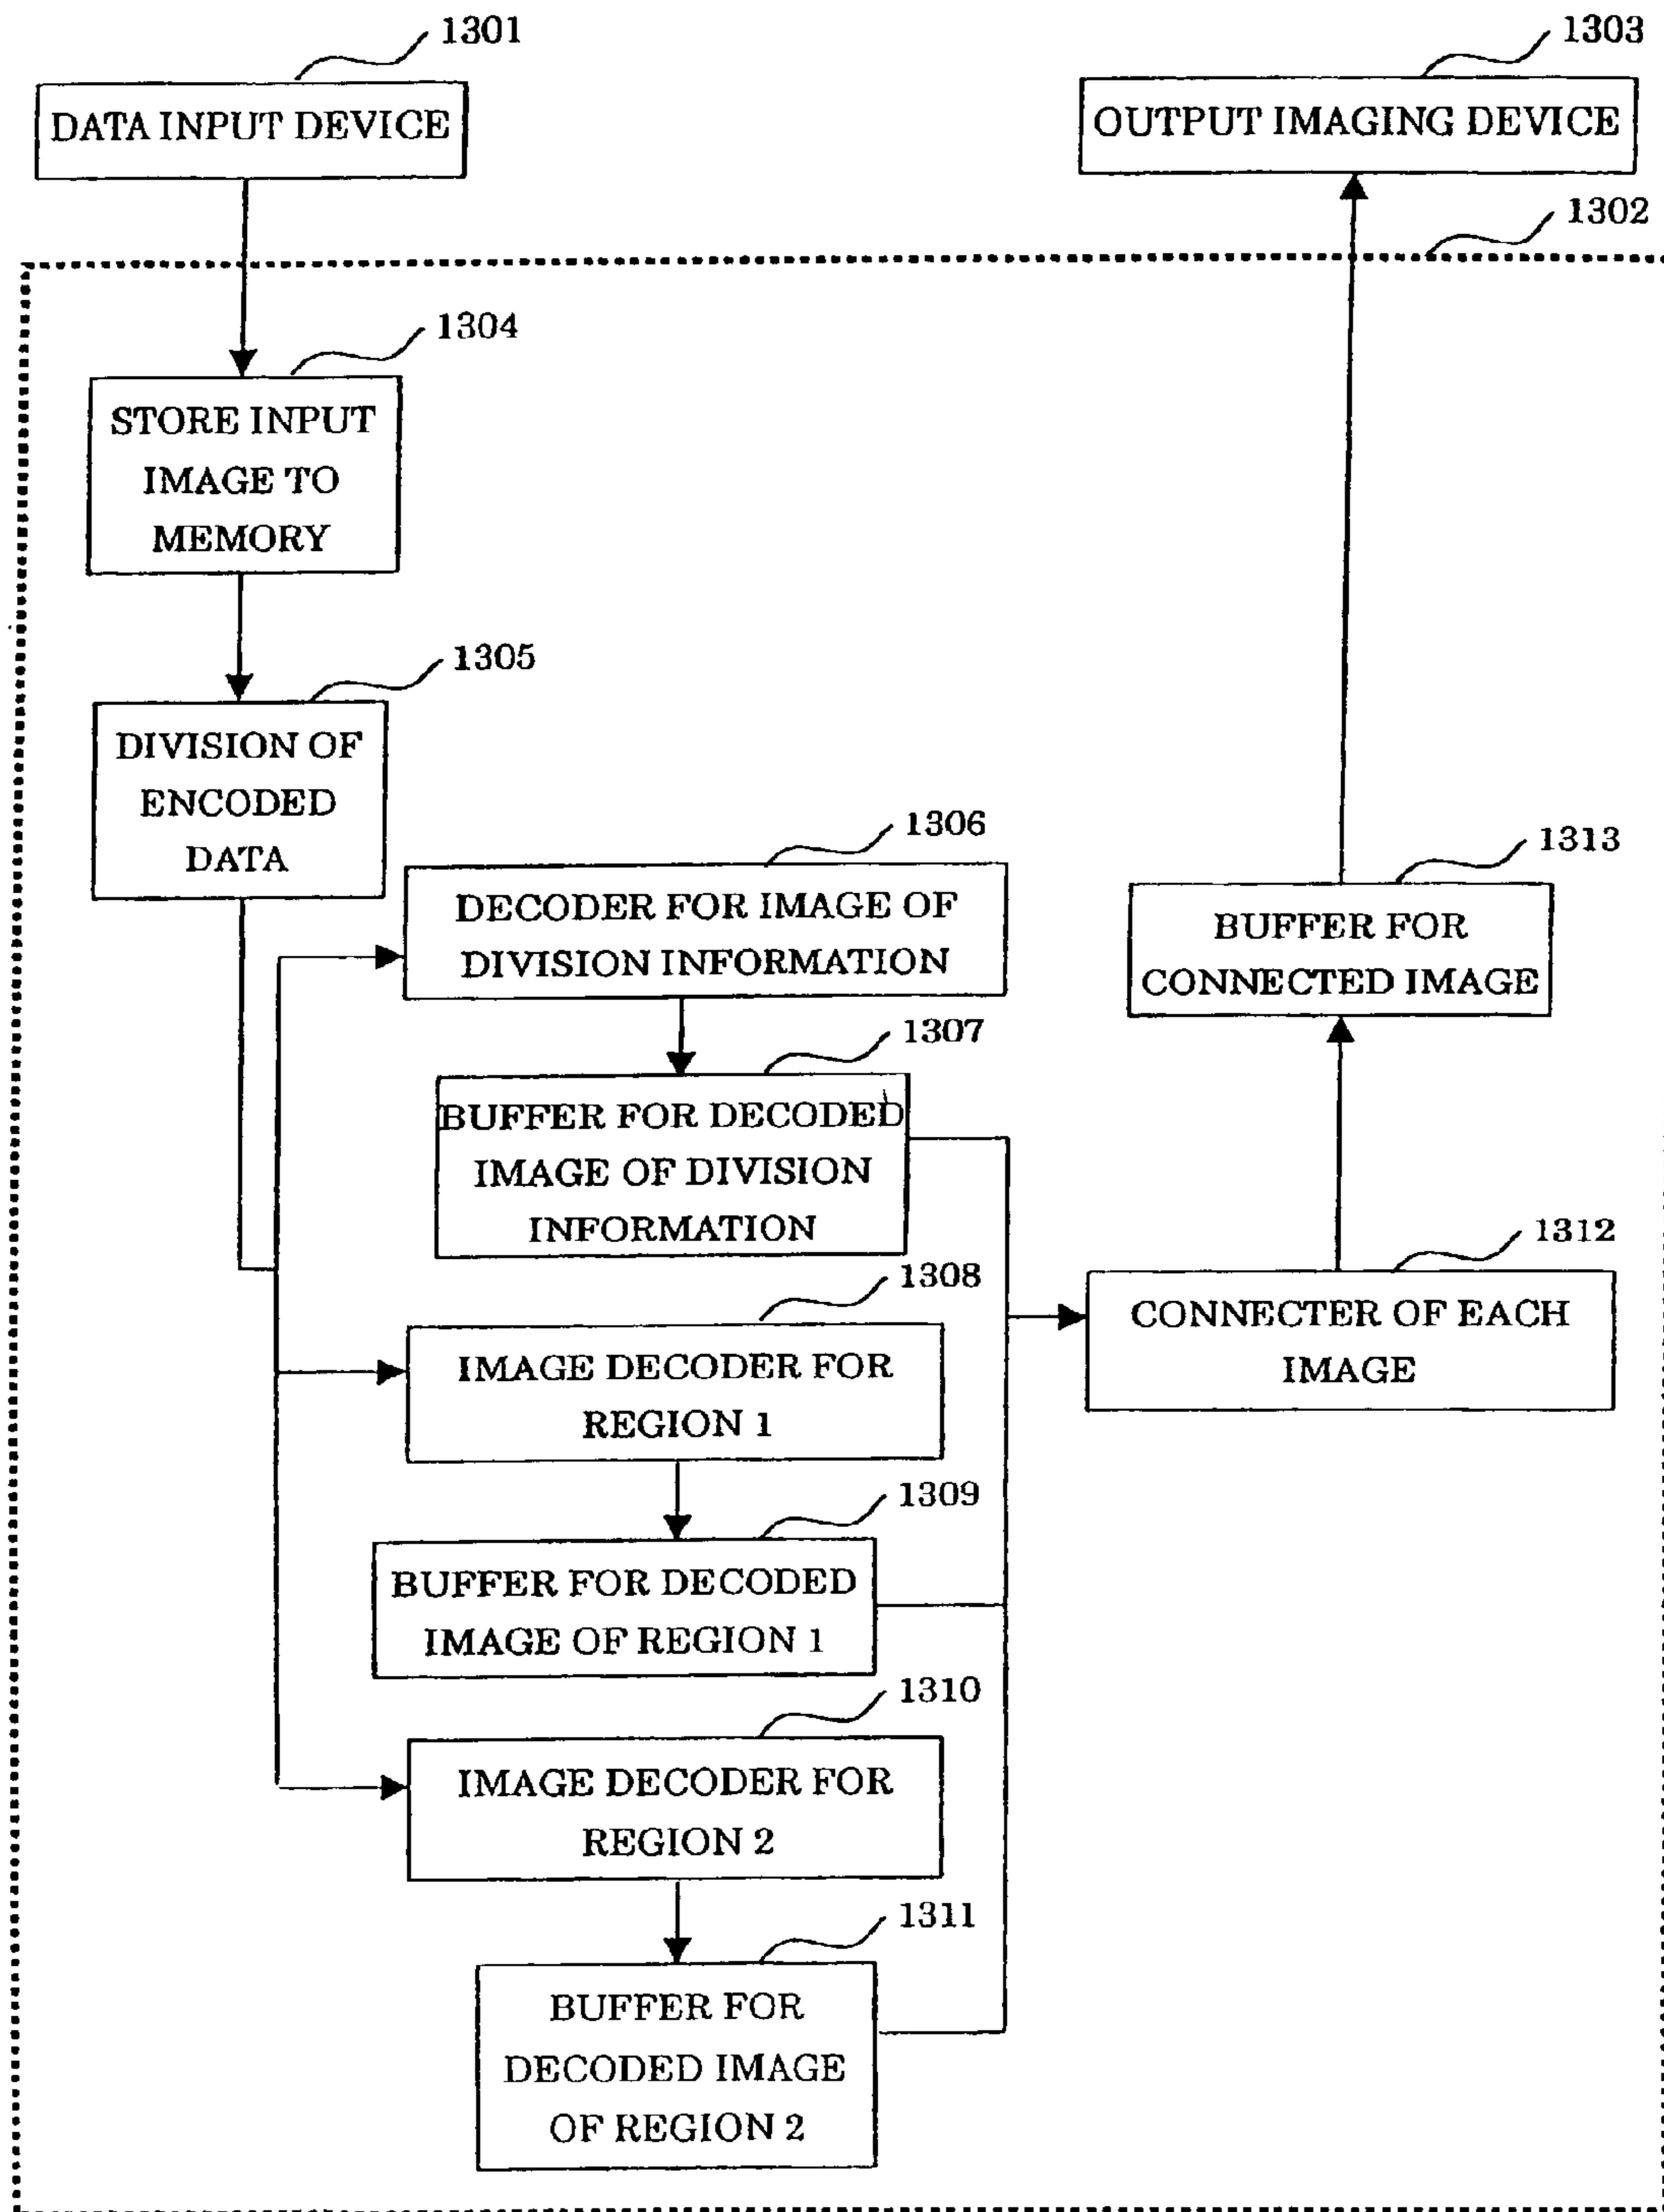 1301
DATA INPUT DEVICE
1303
OUTPUT IMAGING DEVICE
1302
1304
STORE INPUT
IMAGE TO
MEMORY
1305
DIVISION OF
ENCODED
DATA
1306
DECODER FOR IMAGE OF
DIVISION INFORMATION
1307
BUFFER FOR DECODED
IMAGE OF DIVISION
INFORMATION
1308
IMAGE DECODER FOR
REGION 1
1309
BUFFER FOR DECODED
IMAGE OF REGION 1
1310
IMAGE DECODER FOR
REGION 2
1311
BUFFER FOR
DECODED IMAGE
OF REGION 2
1313
BUFFER FOR
CONNECTED IMAGE
1312
CONNECTER OF EACH
IMAGE